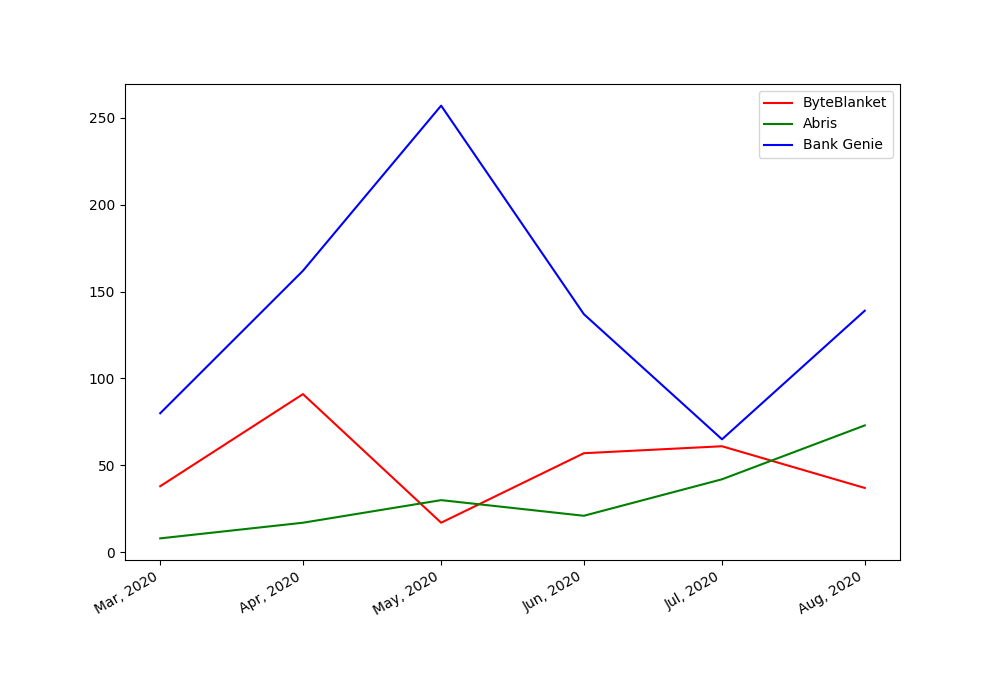 ByteBlanket
Abris
Bank Genie
250
200
150
100
50
0
Mar, 2020
Apr, 2020
May, 2020
Jun, 2020
Jul, 2020
Aug, 2020